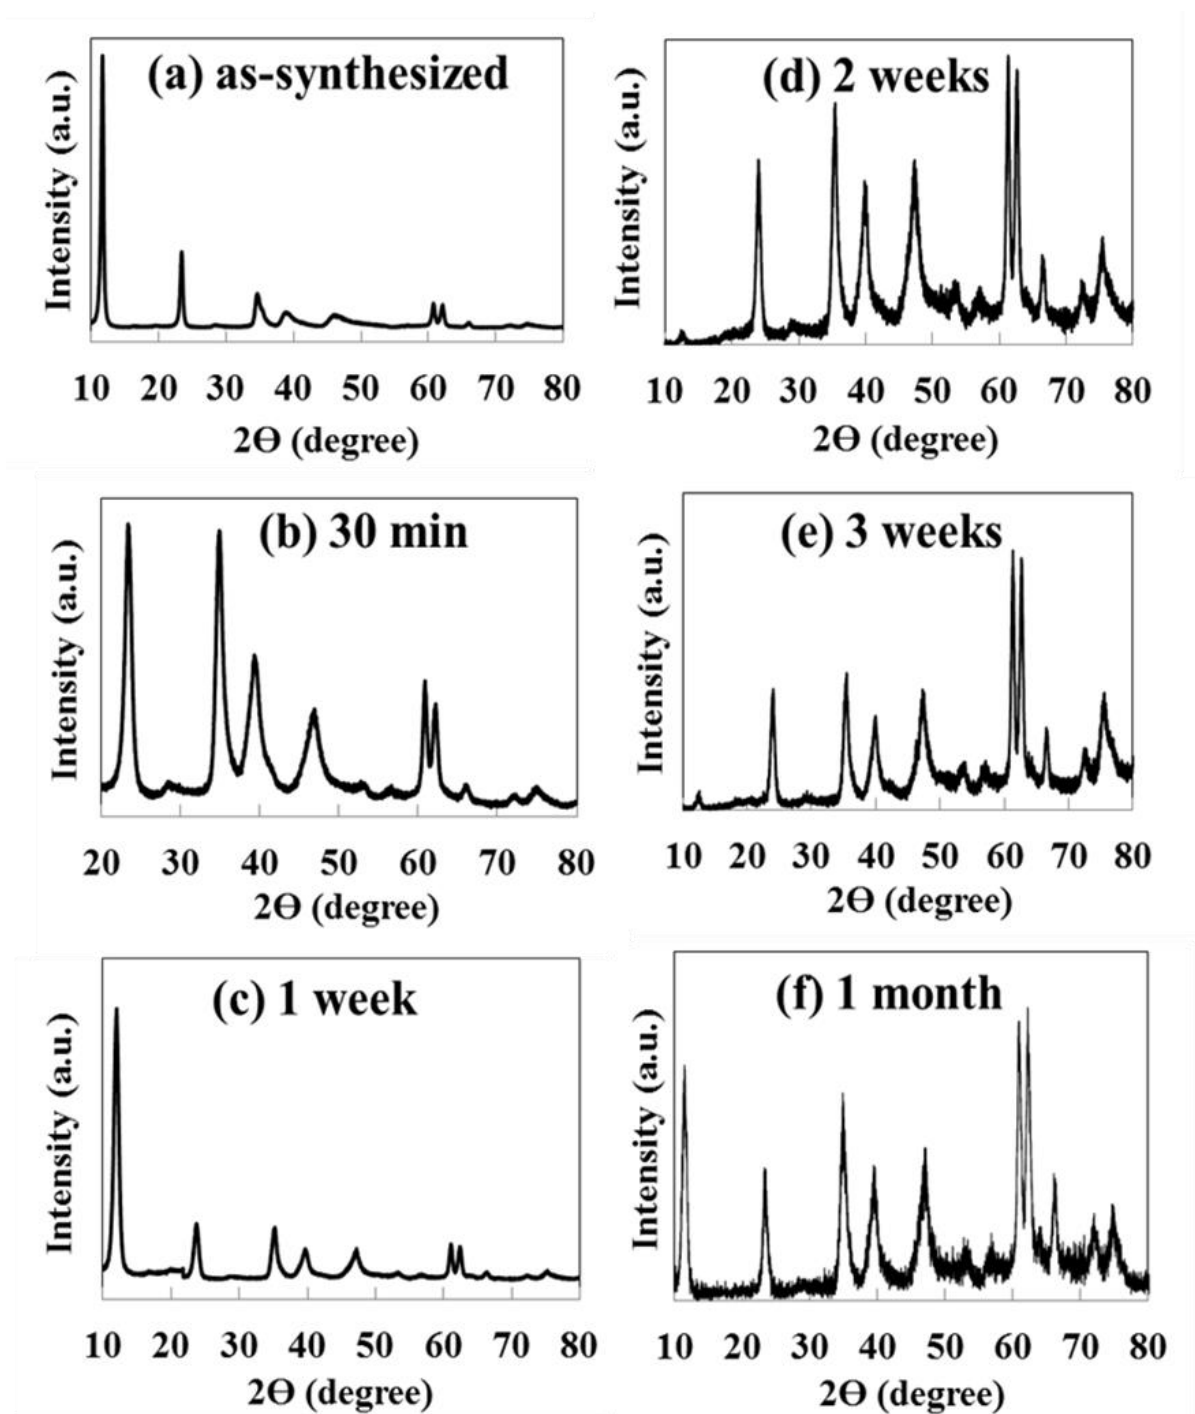 (a) as-synthesized
Intensity (a.u.)
10 20 30 40 50 60 70 80
2Θ (degree)
(b) 30 min
Intensity (a.u.)
20 30 40 50 60 70 80
2Θ (degree)
(c) 1 week
Intensity (a.u.)
10 20 30 40 50 60 70 80
2Θ (degree)
(d) 2 weeks
Intensity (a.u.)
10 20 30 40 50 60 70 80
2Θ (degree)
(e) 3 weeks
Intensity (a.u.)
10 20 30 40 50 60 70 80
2Θ (degree)
(f) 1 month
Intensity (a.u.)
10 20 30 40 50 60 70 80
2Θ (degree)